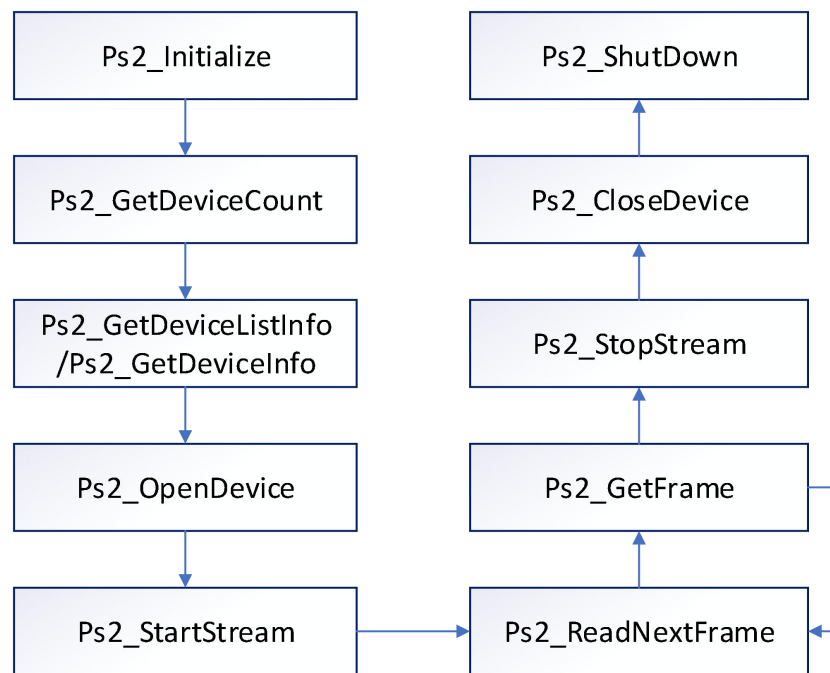 Ps2_Initialize
Ps2_GetDeviceCount
Ps2_GetDeviceListInfo
/Ps2_GetDeviceInfo
Ps2_OpenDevice
Ps2_StartStream
Ps2_ShutDown
Ps2_CloseDevice
Ps2_StopStream
Ps2_GetFrame
Ps2_ReadNextFrame